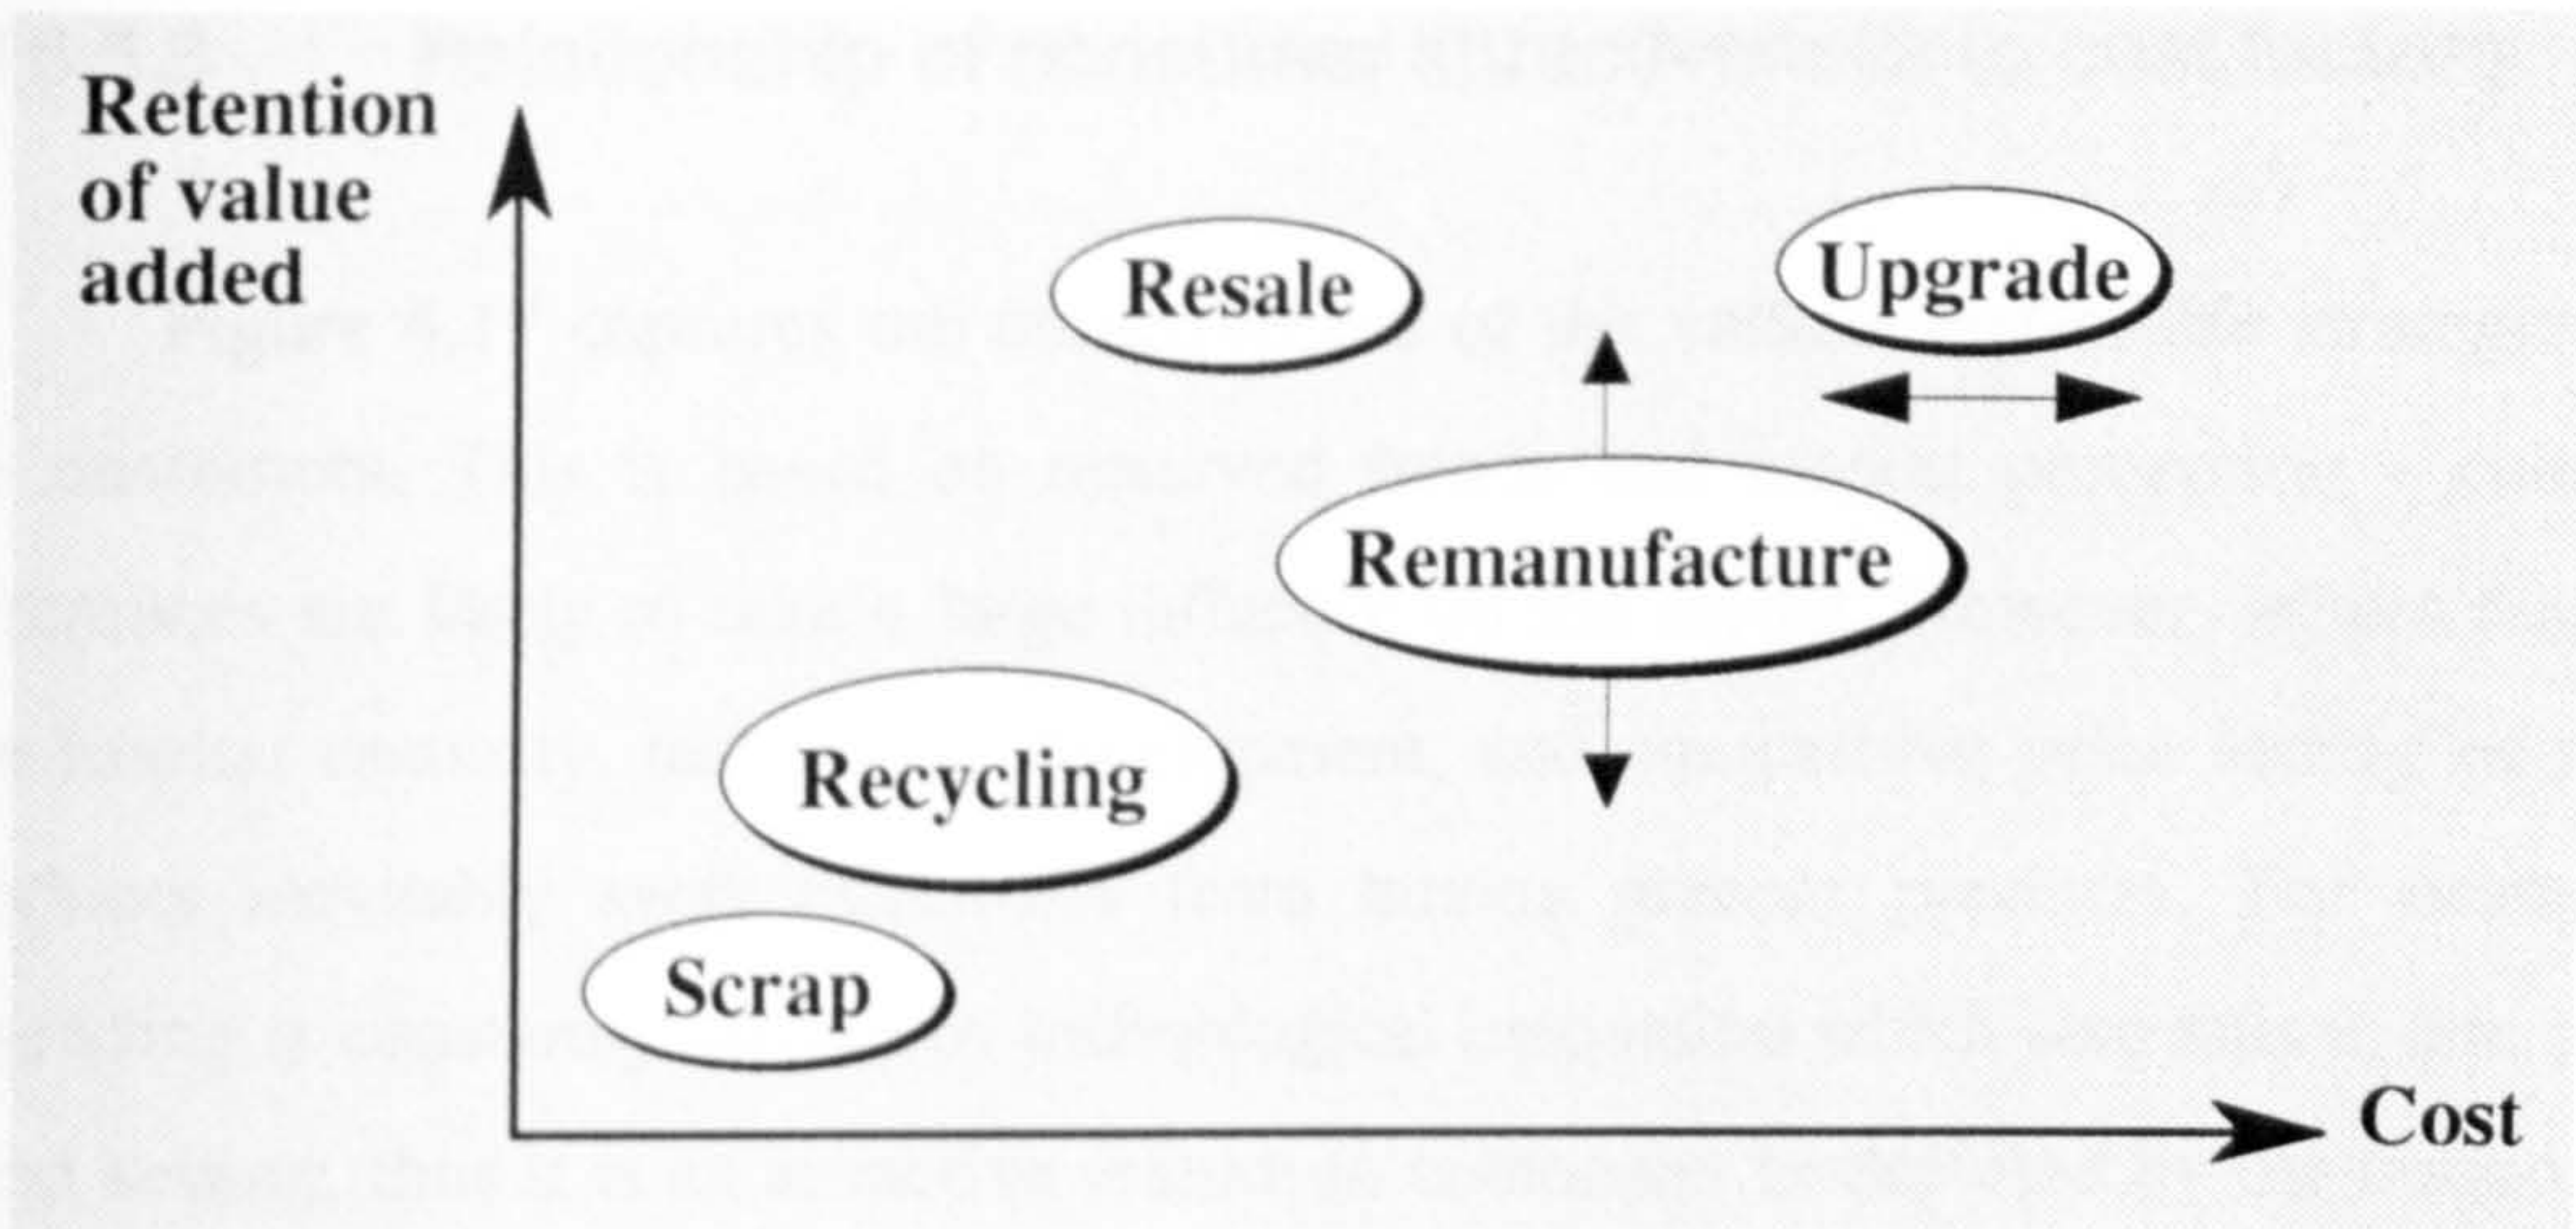 Retention
of value
added
Resale
Upgrade
Remanufacture
Recycling
Scrap
Cost